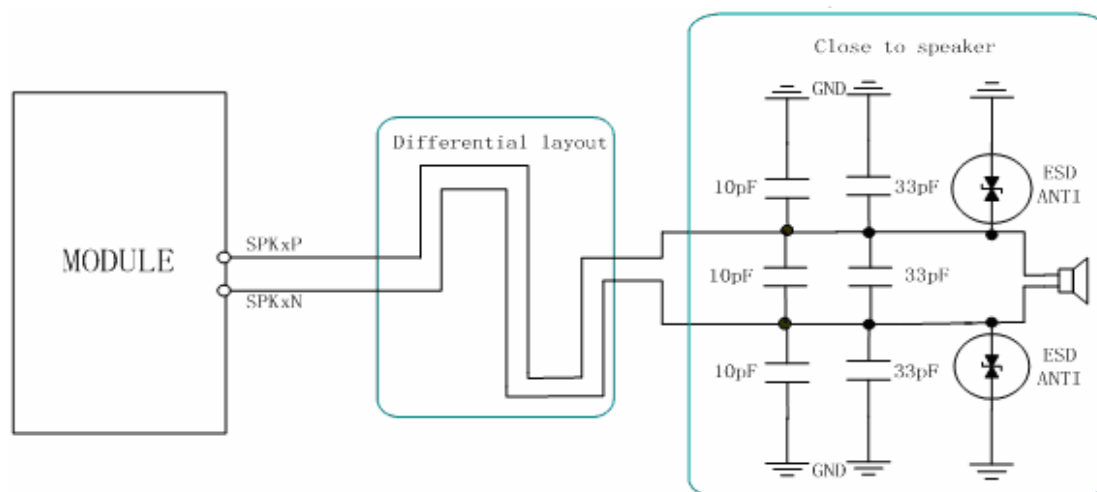 Close to speaker
GND
Differential layout
10pF
33pF
ESD
ANTI
MODULE
SPKxP
SPKxN
10pF
33pF
10pF
33pF
ESD
ANTI
GND